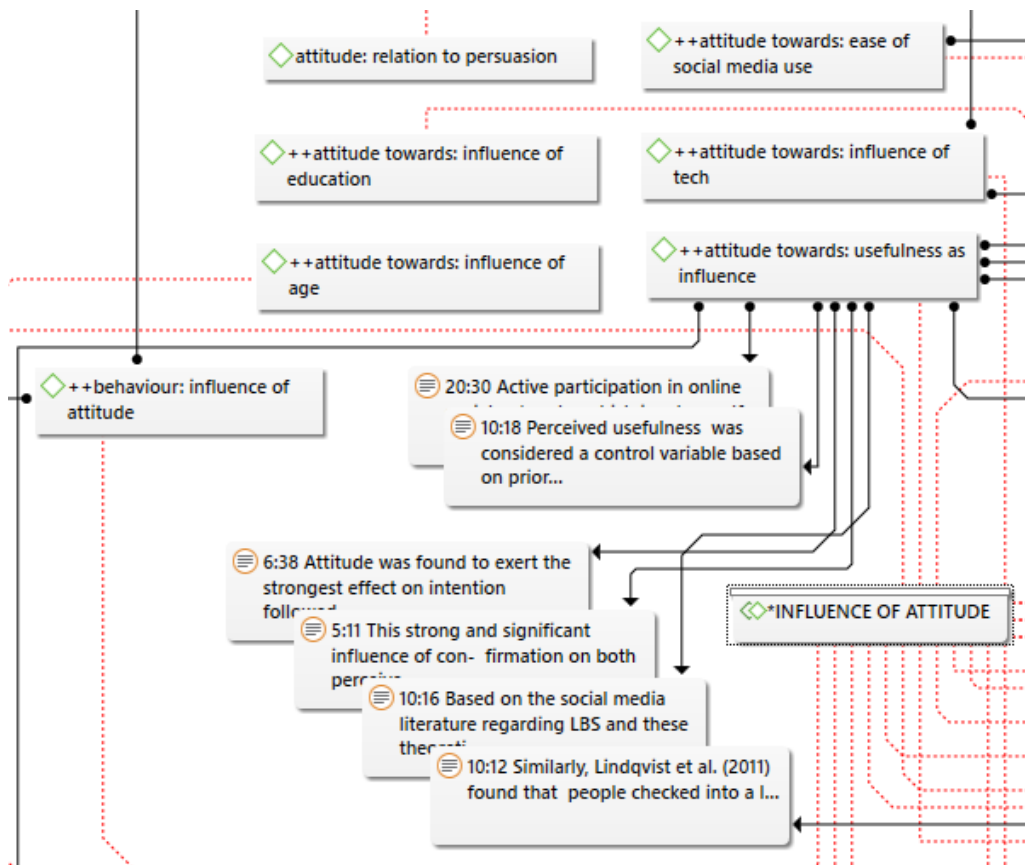 attitude: relation to persuasion
++attitude towards: ease of
social media use
++attitude towards: influence of
education
++attitude towards: influence of
tech
++attitude towards: influence of
age
++attitude towards: usefulness as
influence
++behaviour: influence of
attitude
20:30 Active participation in online
10:18 Perceived usefulness was
considered a control variable based
on prior...
6:38 Attitude was found to exert the
strongest effect on intention
followed
5:11 This strong and significant
influence of con- firmation on both
10:16 Based on the social media
literature regarding LBS and these
10:12 Similarly, Lindqvist et al. (2011)
found that people checked into a l...
*INFLUENCE OF ATTITUDE